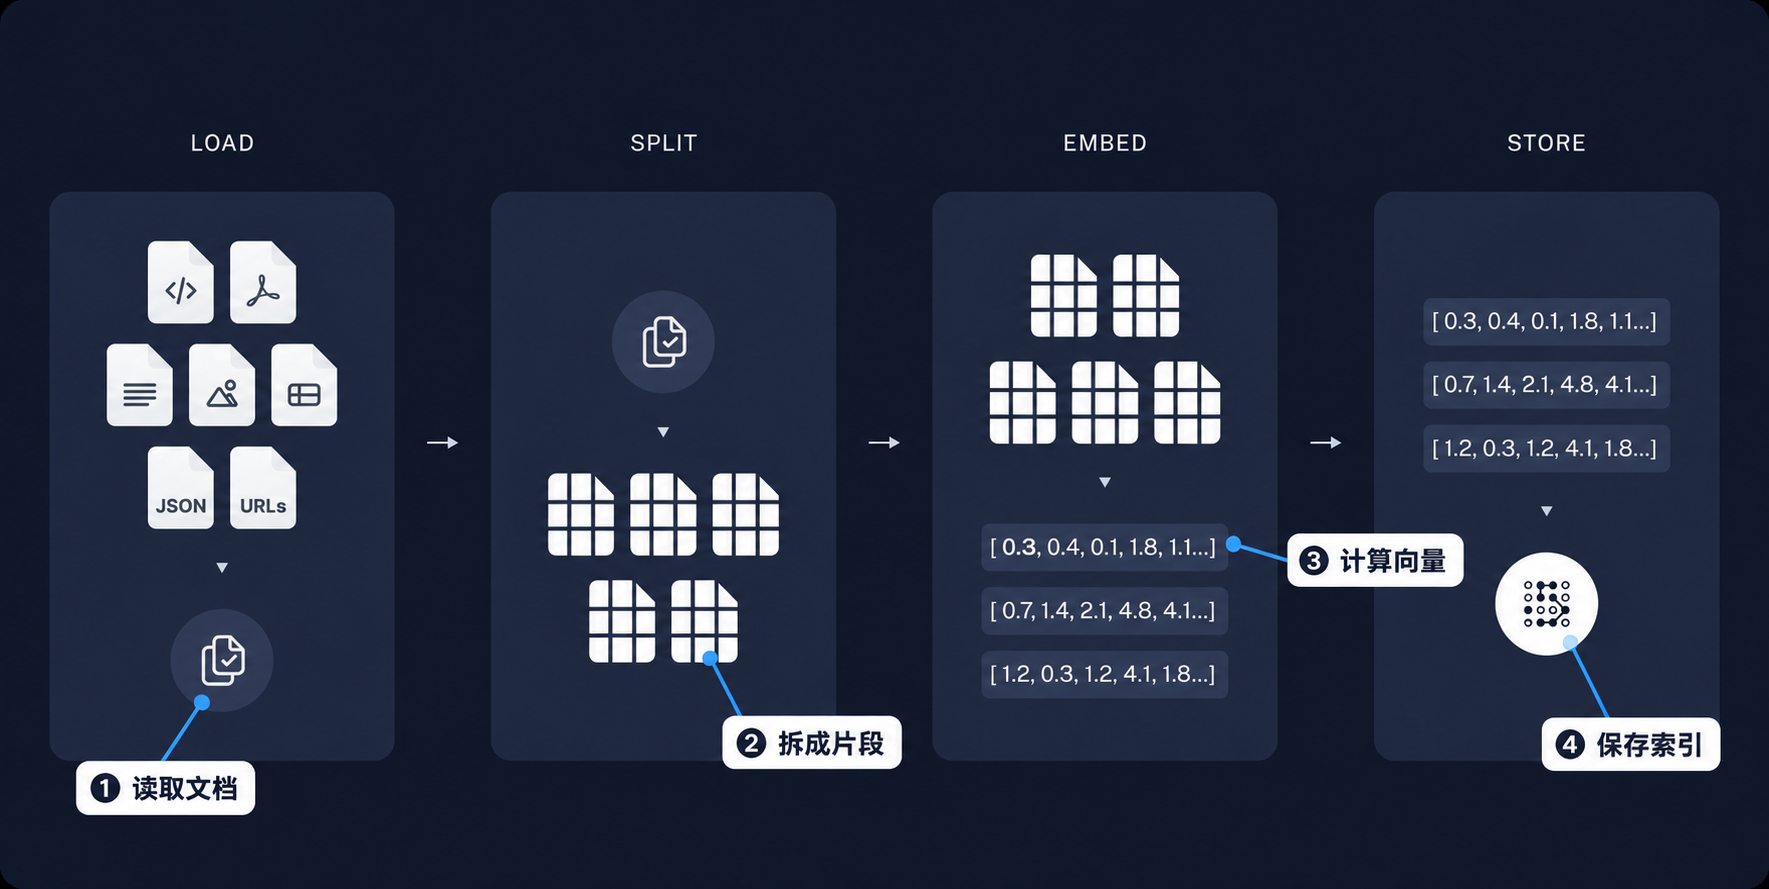 LOAD
SPLIT
EMBED
STORE
</>
JSON
URLs
❶ 读取文档
❷ 拆成片段
[ 0.3, 0.4, 0.1, 1.8, 1.1...]
[ 0.7, 1.4, 2.1, 4.8, 4.1...]
[ 1.2, 0.3, 1.2, 4.1, 1.8...]
❸ 计算向量
[ 0.3, 0.4, 0.1, 1.8, 1.1...]
[ 0.7, 1.4, 2.1, 4.8, 4.1...]
[ 1.2, 0.3, 1.2, 4.1, 1.8...]
❹ 保存索引